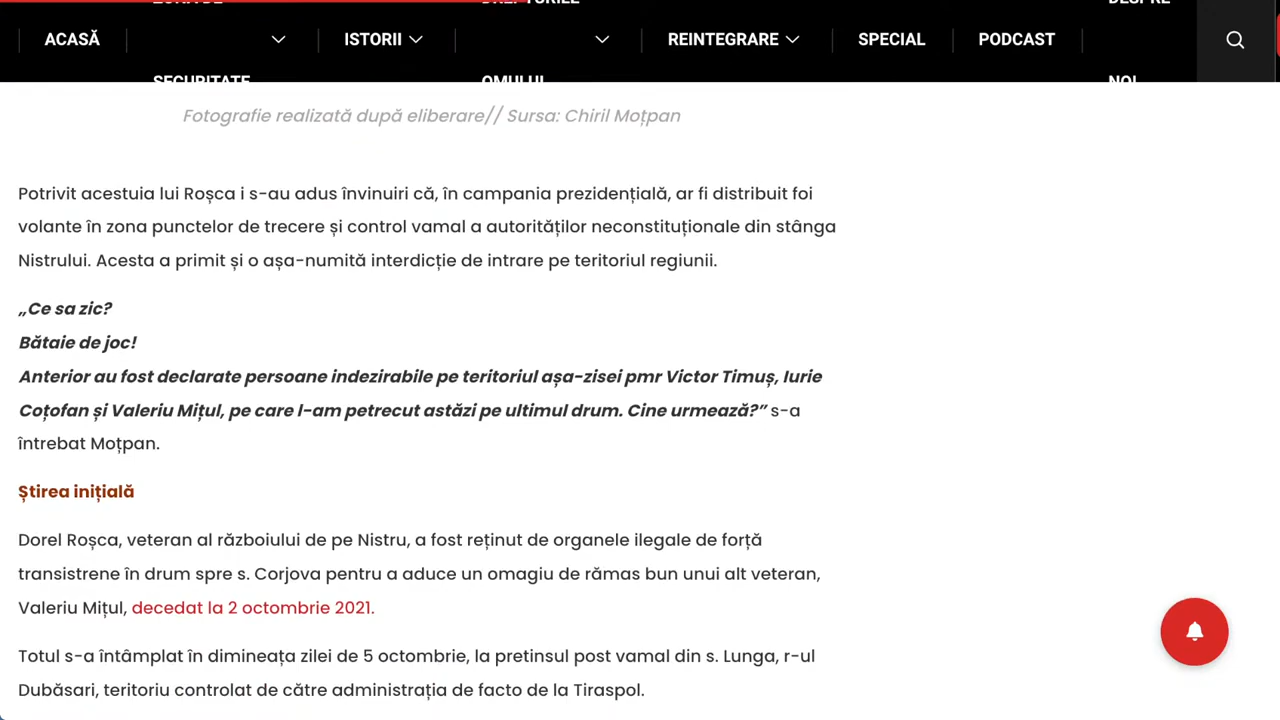 ACASĂ
SECURITATE
ISTORII
OMULUI
REINTEGRARE
SPECIAL
PODCAST
DESPRE
NOI
Fotografie realizată după eliberare// Sursa: Chiril Moțpan
Potrivit acestuia lui Roșca i s-au adus învinuiri că, în campania prezidențială, ar fi distribuit foi
volante în zona punctelor de trecere și control vamal a autorităților neconstituționale din stânga
Nistrului. Acesta a primit și o așa-numită interdicție de intrare pe teritoriul regiunii.
„Ce sa zic?
Bătaie de joc!
Anterior au fost declarate persoane indezirabile pe teritoriul așa-zisei pmr Victor Timuș, Iurie
Coțofan și Valeriu Mițul, pe care l-am petrecut astăzi pe ultimul drum. Cine urmează?” s-a
întrebat Moțpan.
Știrea inițială
Dorel Roșca, veteran al războiului de pe Nistru, a fost reținut de organele ilegale de forță
transistrene în drum spre s. Corjova pentru a aduce un omagiu de rămas bun unui alt veteran,
Valeriu Mițul, decedat la 2 octombrie 2021.
Totul s-a întâmplat în dimineața zilei de 5 octombrie, la pretinsul post vamal din s. Lunga, r-ul
Dubăsari, teritoriu controlat de către administrația de facto de la Tiraspol.